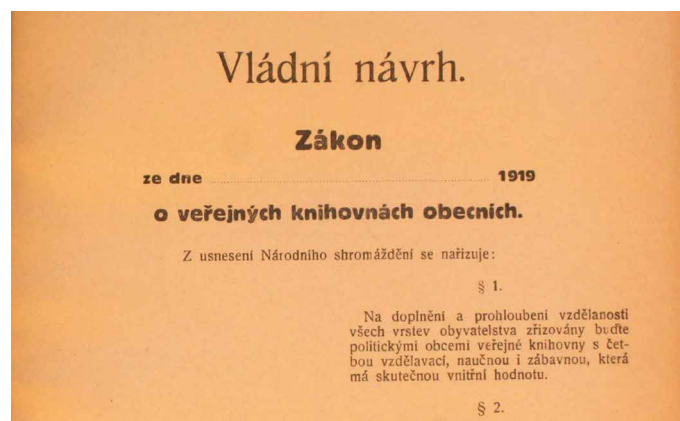 Vládní návrh.
Zákon
ze dne ........................................ 1919
o veřejných knihovnách obecních.
Z usnesení Národního shromáždění se nařizuje:
§ 1.
Na doplnění a prohloubení vzdělanosti
všech vrstev obyvatelstva zřizovány buďte
politickými obcemi veřejné knihovny s čet-
bou vzdělavací, naučnou i zábavnou, která
má skutečnou vnitřní hodnotu.
§ 2.